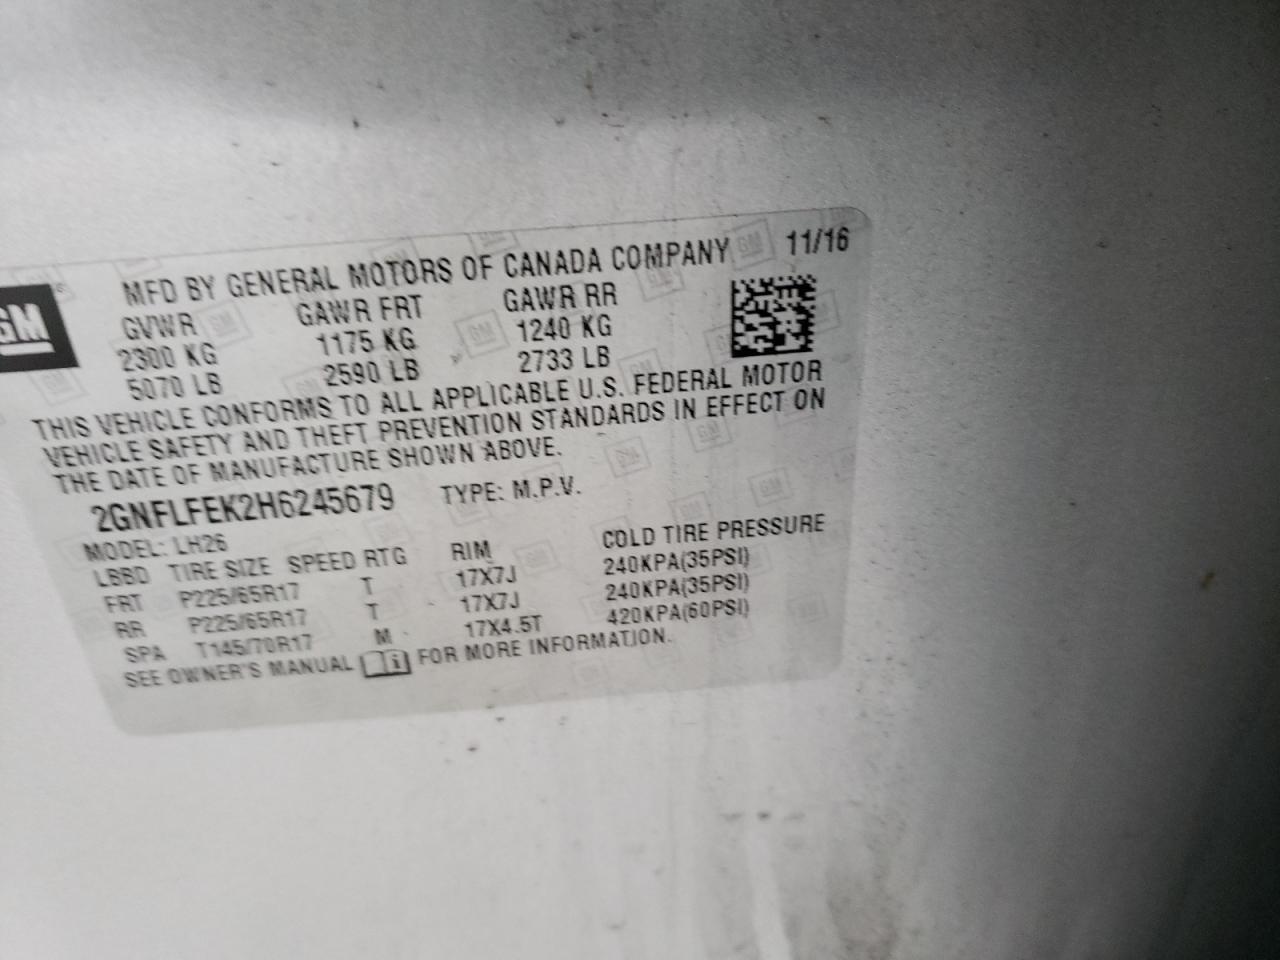 GM
MFD BY GENERAL MOTORS OF CANADA COMPANY 11/16
GVWR GAWR FRT GAWR RR
2300 KG 1175 KG 1240 KG
5070 LB 2590 LB 2733 LB
THIS VEHICLE CONFORMS TO ALL APPLICABLE U.S. FEDERAL MOTOR
VEHICLE SAFETY AND THEFT PREVENTION STANDARDS IN EFFECT ON
THE DATE OF MANUFACTURE SHOWN ABOVE.
2GNFLFEK2H6245679 TYPE: M.P.V.
MODEL: LH26
LBBD TIRE SIZE SPEED RTG RIM COLD TIRE PRESSURE
FRT P225/65R17 T 17X7J 240KPA(35PSI)
RR P225/65R17 T 17X7J 240KPA(35PSI)
SPA T145/70R17 M 17X4.5T 420KPA(60PSI)
SEE OWNER'S MANUAL FOR MORE INFORMATION.